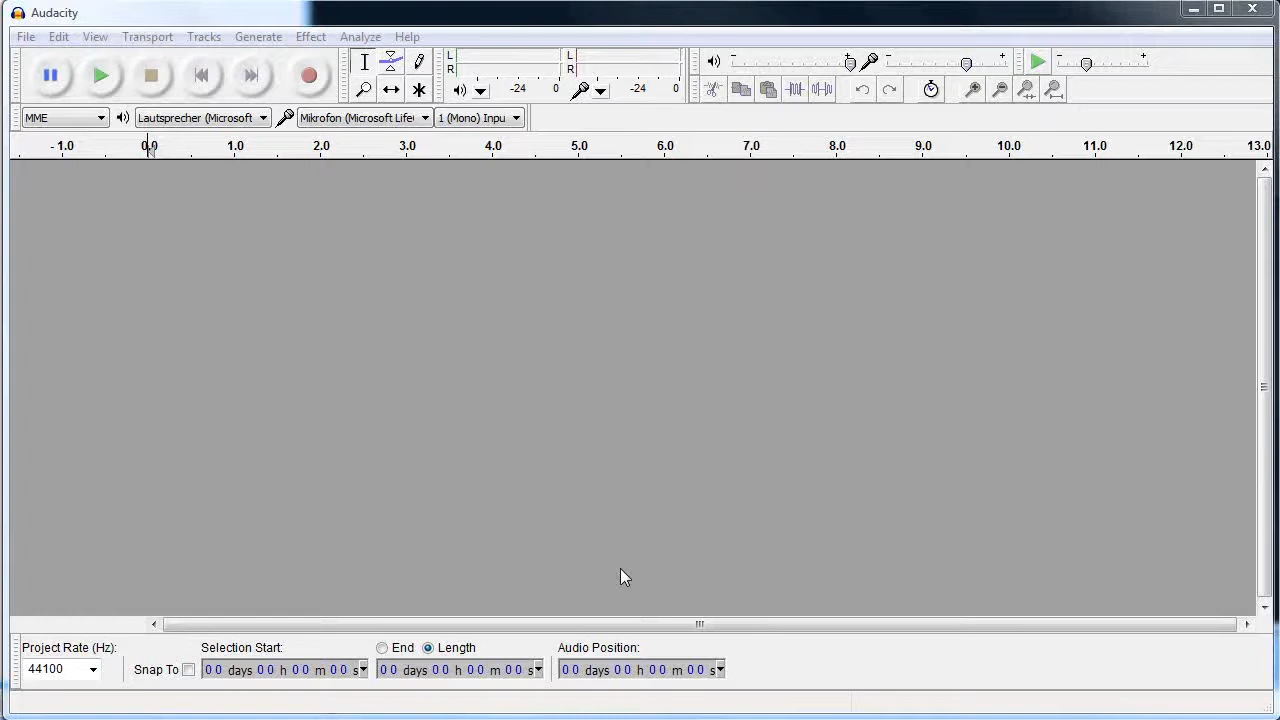 Audacity
File Edit View Transport Tracks Generate Effect Analyze Help
L
R
-24 0
L
R
-24 0
- +
- +
- +
MME
Lautsprecher (Microsoft
Mikrofon (Microsoft Life
1 (Mono) Inpu
- 1.0 0.0 1.0 2.0 3.0 4.0 5.0 6.0 7.0 8.0 9.0 10.0 11.0 12.0 13.0
Project Rate (Hz): Selection Start: End Length Audio Position:
44100 Snap To 00 days 00 h 00 m 00 s 00 days 00 h 00 m 00 s 00 days 00 h 00 m 00 s